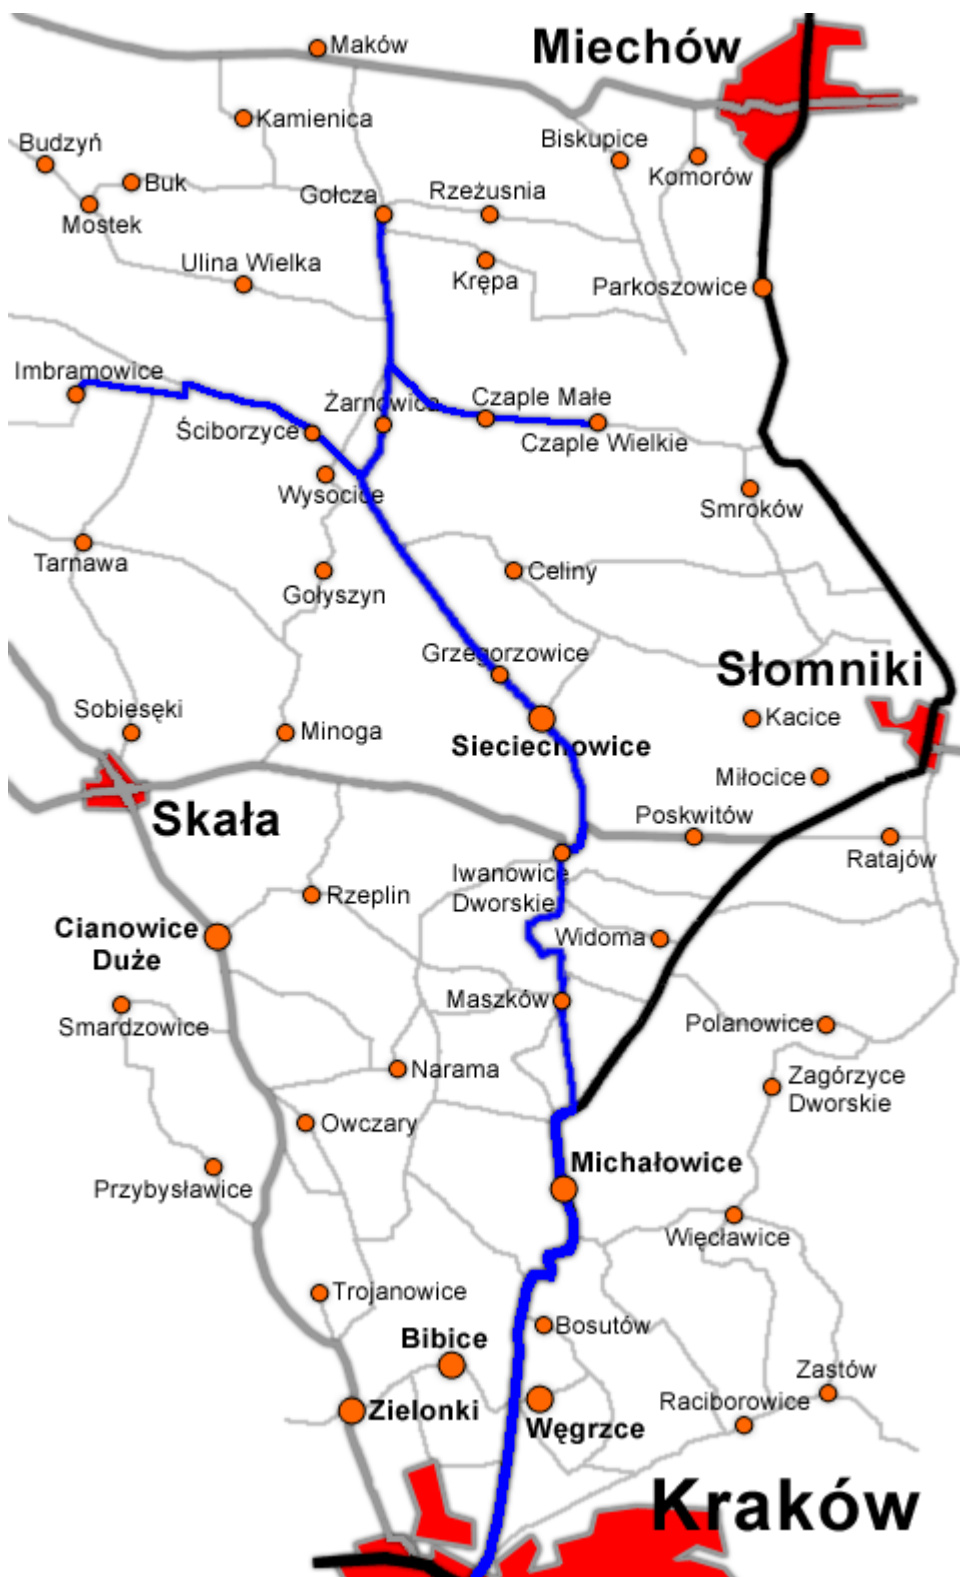 Maków
Miechów
Kamienica
Biskupice
Budzyń
Komorów
Buk
Gołcza
Rzeżusnia
Mostek
Ulina Wielka
Krępa
Parkoszowice
Imbramowice
Czaple Małe
Żarnowica
Ściborzyce
Czaple Wielkie
Wysocice
Smroków
Tarnawa
Celiny
Gołyszyn
Grzegorzowice
Słomniki
Sobiesęki
Kacice
Minoga
Sieciechowice
Miłocice
Skała
Poskwitów
Ratajów
Iwanowice
Dworskie
Rzeplin
Cianowice
Duże
Widoma
Maszków
Smardzowice
Polanowice
Narama
Zagórzyce
Dworskie
Owczary
Michałowice
Przybysławice
Więcławice
Trojanowice
Bosutów
Bibice
Zastów
Raciborowice
Zielonki
Węgrzce
Kraków